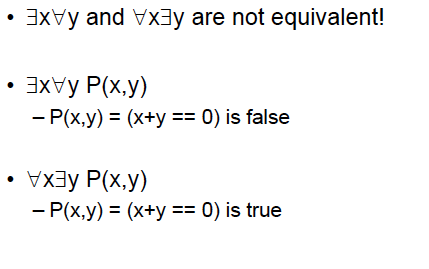 • ∃x∀y and ∀x∃y are not equivalent!
• ∃x∀y P(x,y)
– P(x,y) = (x+y == 0) is false
• ∀x∃y P(x,y)
– P(x,y) = (x+y == 0) is true